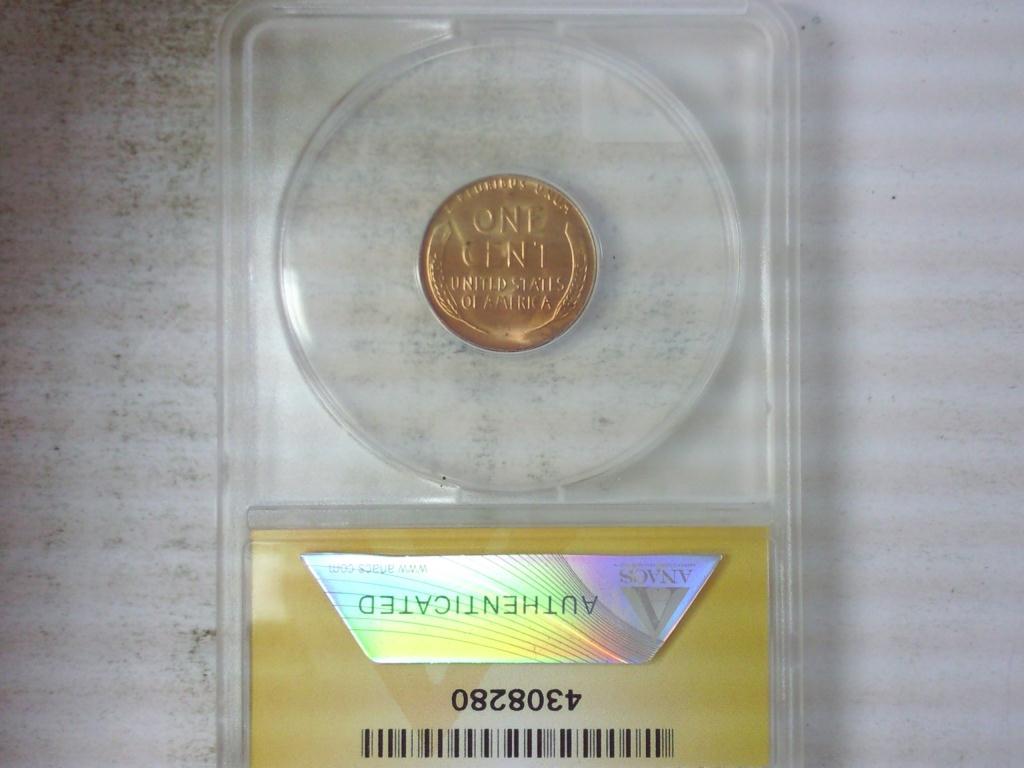 PLURIBUS UNUM
ONE
CENT
UNITED STATES
OF AMERICA
4308280
AUTHENTICATED
ANACS
www.anacs.com